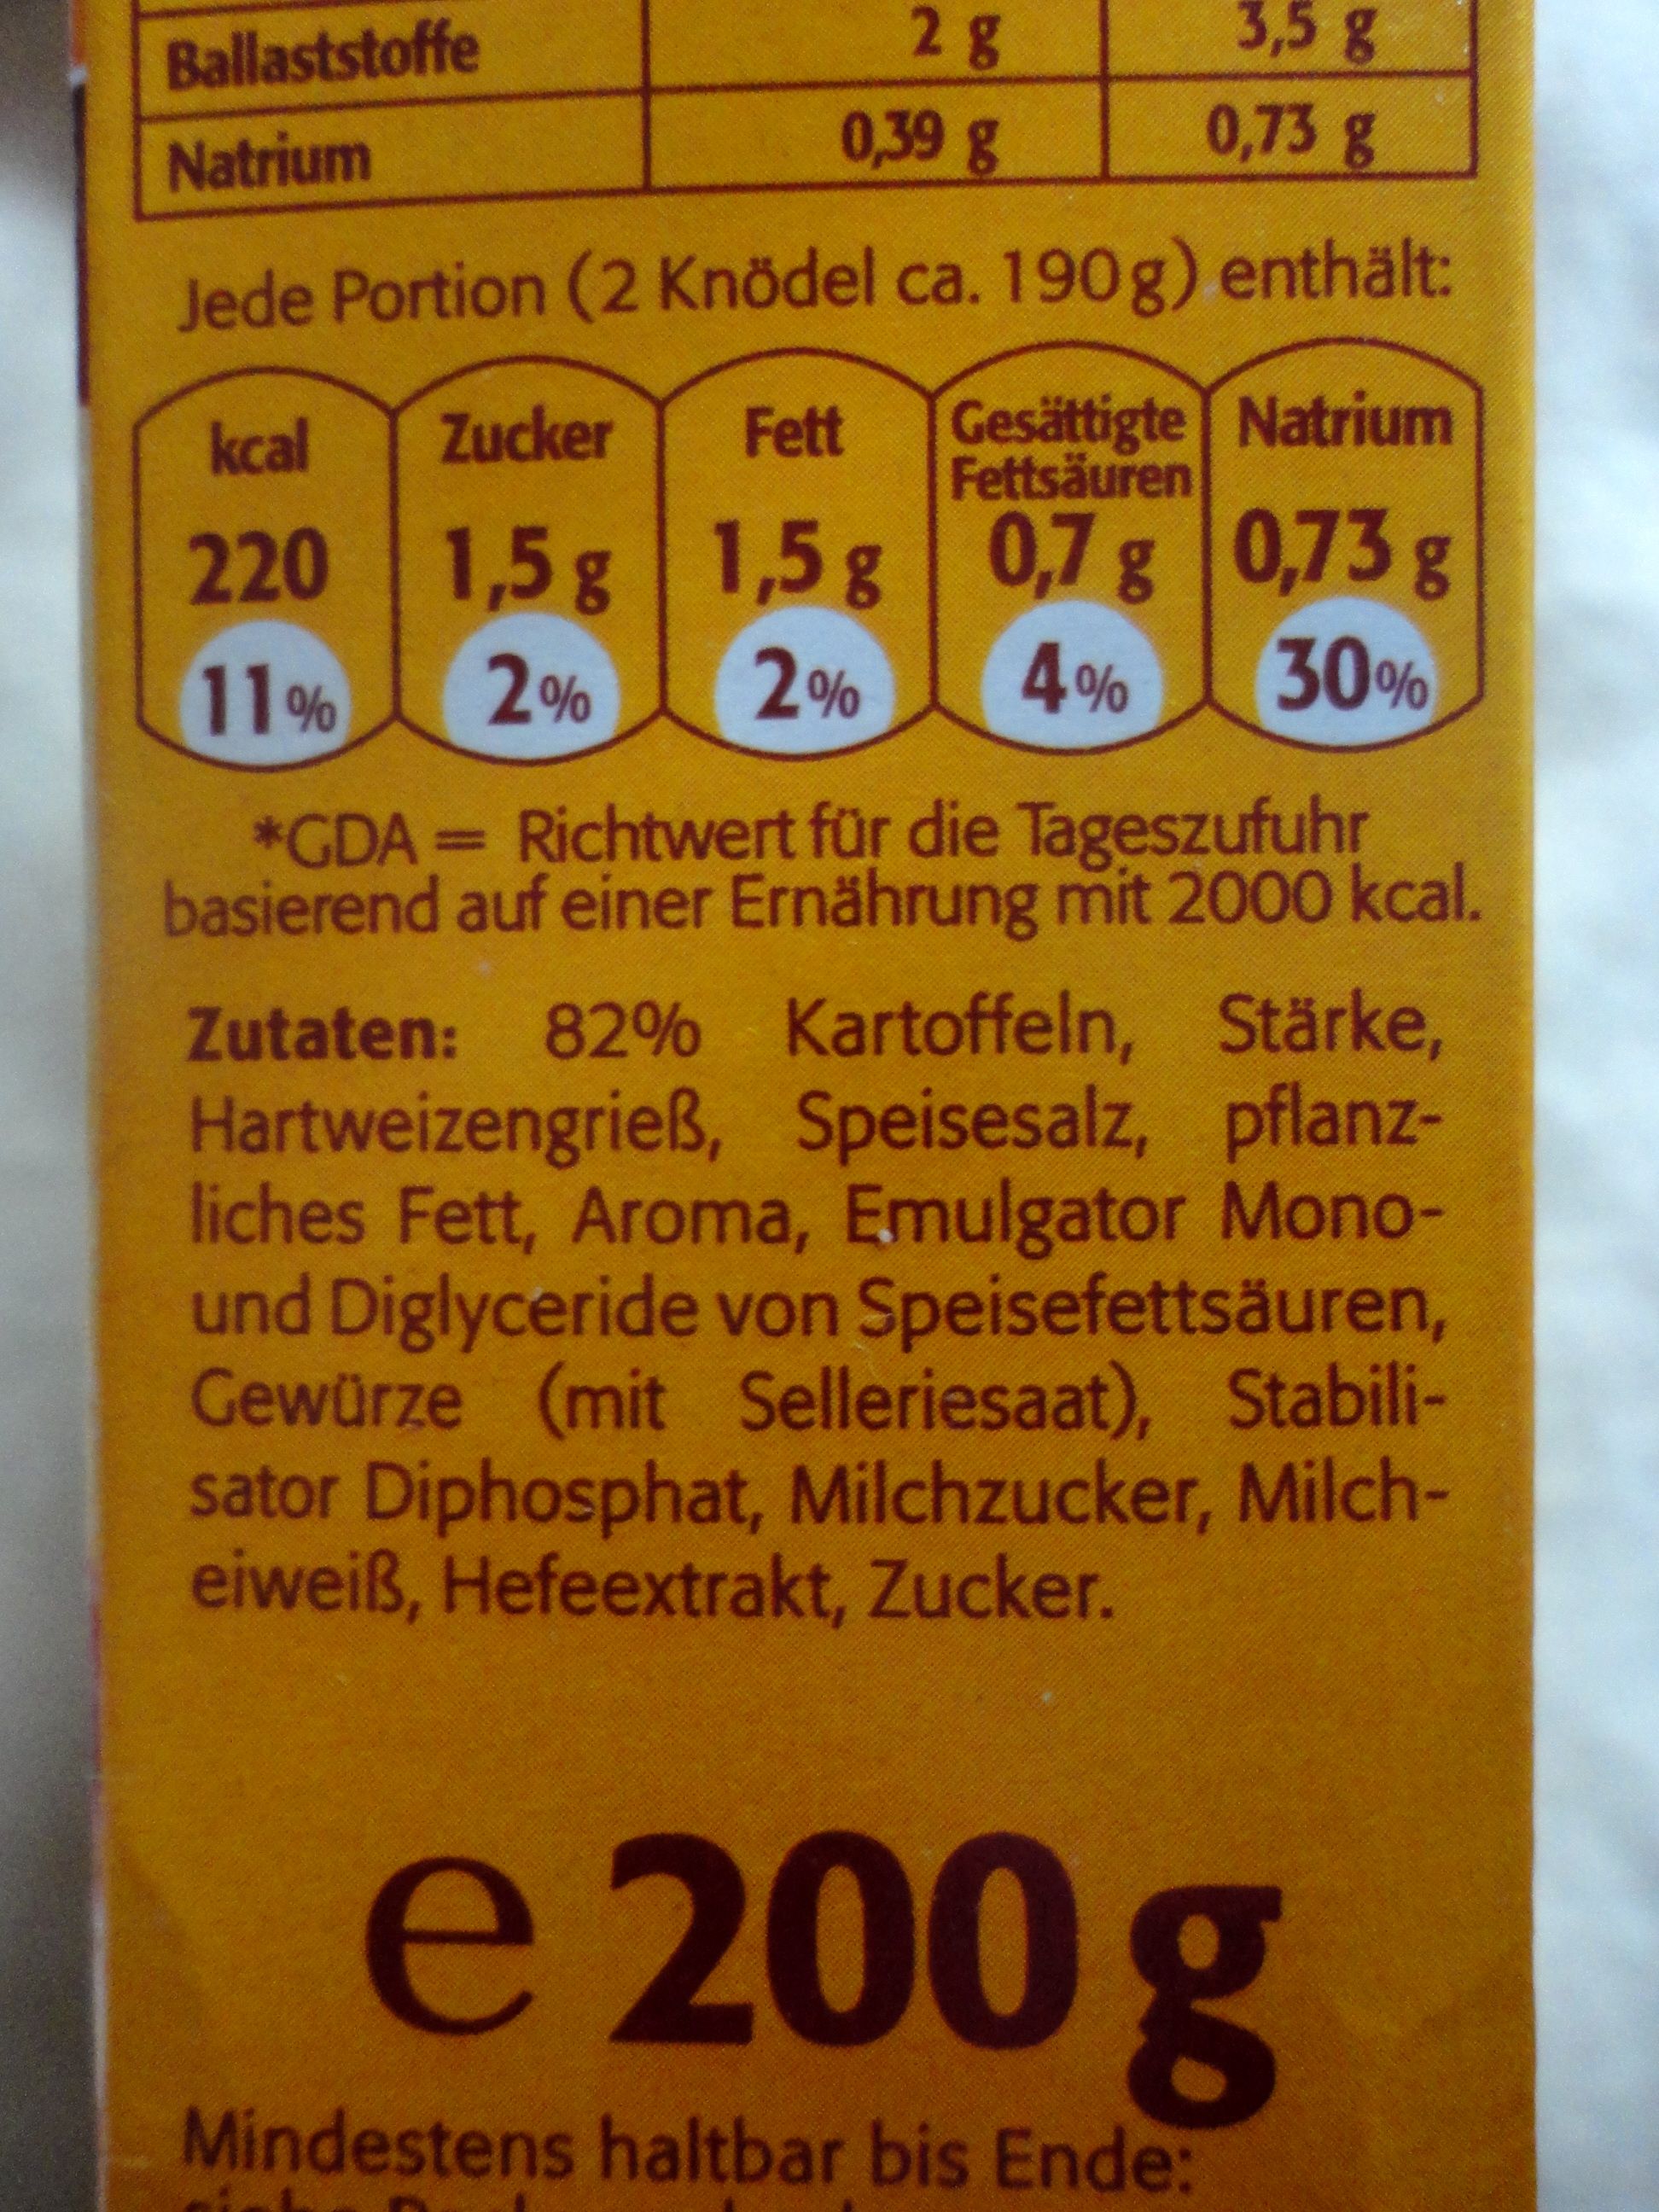 Ballaststoffe 2 g 3,5 g
Natrium 0,39 g 0,73 g
Jede Portion (2 Knödel ca. 190 g) enthält:
kcal Zucker Fett Gesättigte Fettsäuren Natrium
220 1,5 g 1,5 g 0,7 g 0,73 g
11% 2% 2% 4% 30%
*GDA = Richtwert für die Tageszufuhr
basierend auf einer Ernährung mit 2000 kcal.
Zutaten: 82% Kartoffeln, Stärke,
Hartweizengrieß, Speisesalz, pflanz-
liches Fett, Aroma, Emulgator Mono-
und Diglyceride von Speisefettsäuren,
Gewürze (mit Selleriesaat), Stabili-
sator Diphosphat, Milchzucker, Milch-
eiweiß, Hefeextrakt, Zucker.
e 200 g
Mindestens haltbar bis Ende: